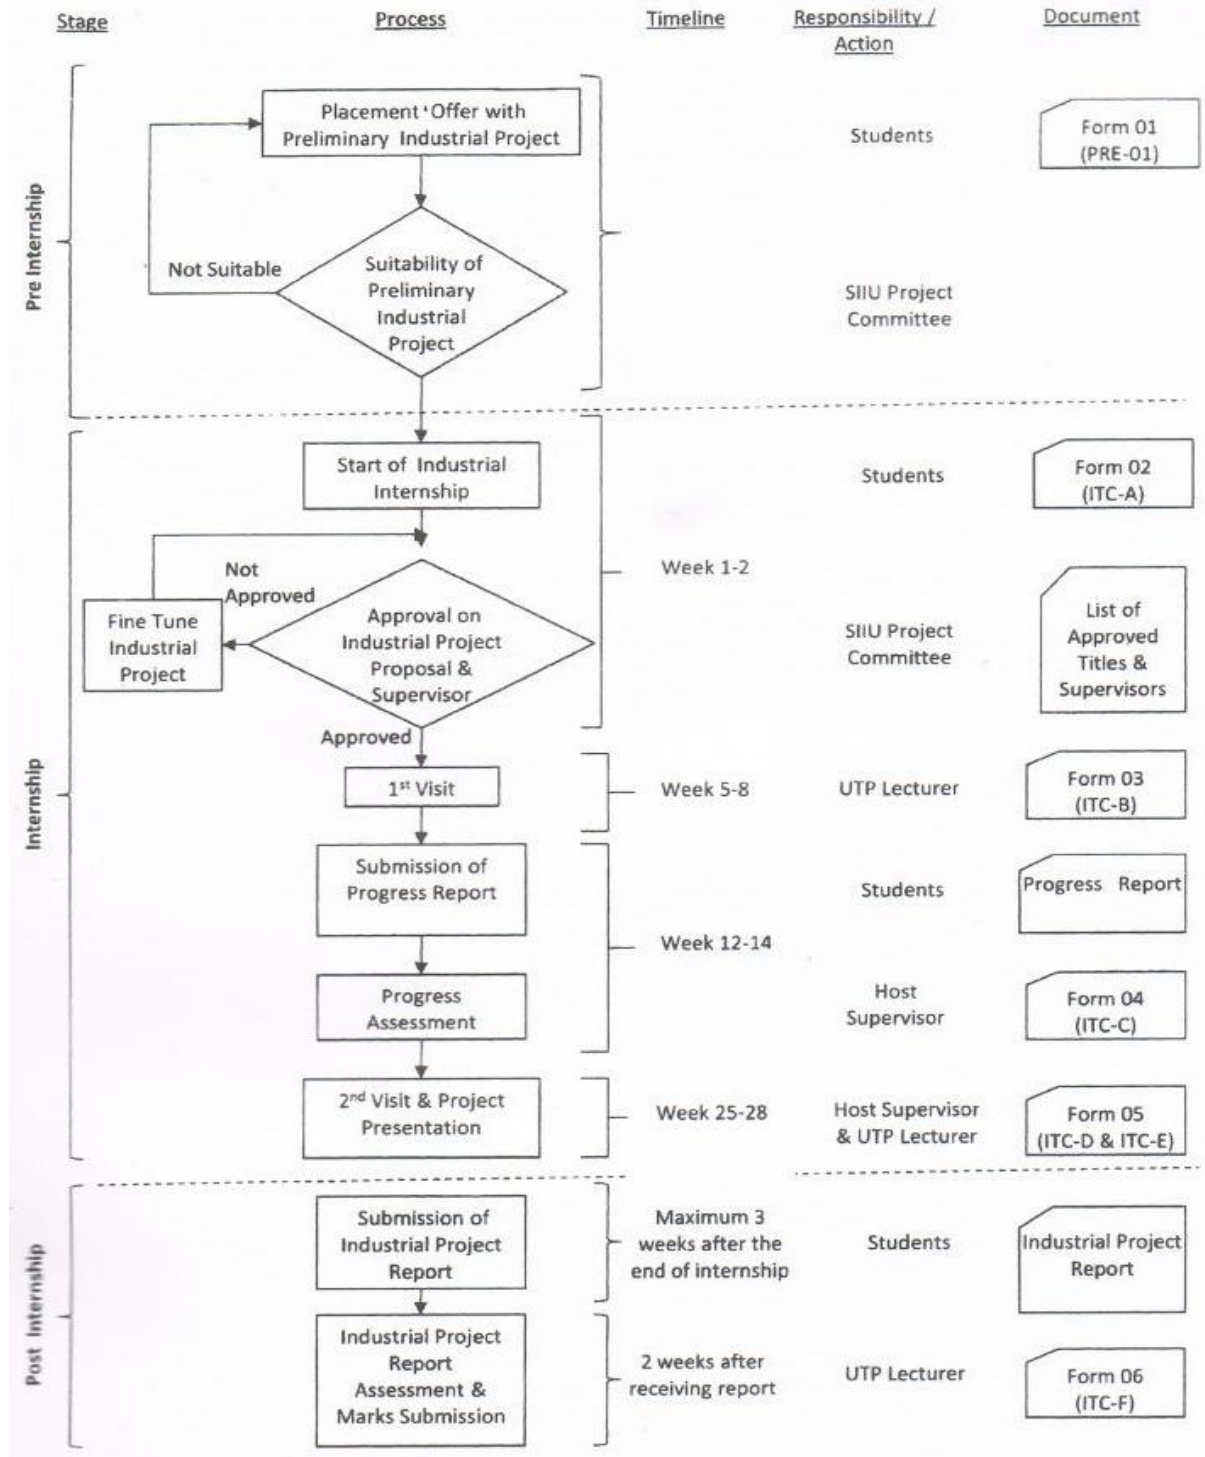 Stage
Process
Timeline
Responsibility /
Action
Document
Pre Internship
Placement Offer with
Preliminary Industrial Project
Students
Form 01
(PRE-01)
Not Suitable
Suitability of
Preliminary
Industrial
Project
SIIU Project
Committee
Internship
Start of Industrial
Internship
Students
Form 02
(ITC-A)
Week 1-2
Not
Approved
Fine Tune
Industrial
Project
Approval on
Industrial Project
Proposal &
Supervisor
SIIU Project
Committee
List of
Approved
Titles &
Supervisors
Approved
1st Visit
Week 5-8
UTP Lecturer
Form 03
(ITC-B)
Submission of
Progress Report
Students
Progress Report
Week 12-14
Progress
Assessment
Host
Supervisor
Form 04
(ITC-C)
2nd Visit & Project
Presentation
Week 25-28
Host Supervisor
& UTP Lecturer
Form 05
(ITC-D & ITC-E)
Post Internship
Submission of
Industrial Project
Report
Maximum 3
weeks after the
end of internship
Students
Industrial Project
Report
Industrial Project
Report
Assessment &
Marks Submission
2 weeks after
receiving report
UTP Lecturer
Form 06
(ITC-F)